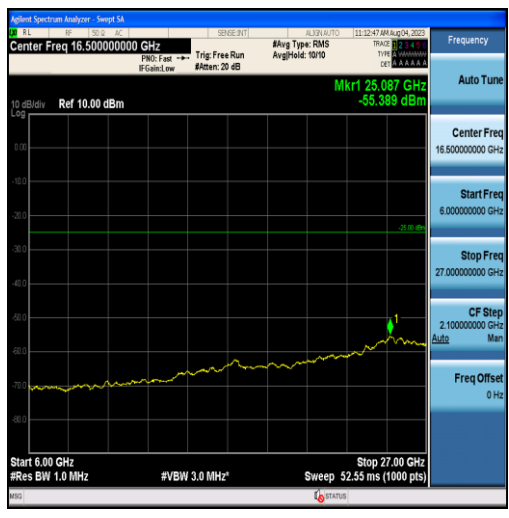 Agilent Spectrum Analyzer - Swept SA
RL RF 50 Ω AC SENSE:INT ALIGN AUTO 11:12:47 AM Aug 04, 2023
Center Freq 16.500000000 GHz
PNO: Fast
IFGain:Low
Trig: Free Run
#Atten: 20 dB
#Avg Type: RMS
Avg|Hold: 10/10
TRACE 1 2 3 4 5 6
TYPE A WWWWW
DET A A A A A A
Frequency
Mkr1 25.087 GHz
-55.389 dBm
10 dB/div Ref 10.00 dBm
Log
0.00
-10.0
-20.0
-25.00 dBm
-30.0
-40.0
-50.0
-60.0
-70.0
-80.0
1
Start 6.00 GHz Stop 27.00 GHz
#Res BW 1.0 MHz #VBW 3.0 MHz* Sweep 52.55 ms (1000 pts)
MSG STATUS
Auto Tune
Center Freq
16.500000000 GHz
Start Freq
6.000000000 GHz
Stop Freq
27.000000000 GHz
CF Step
2.100000000 GHz
Auto Man
Freq Offset
0 Hz